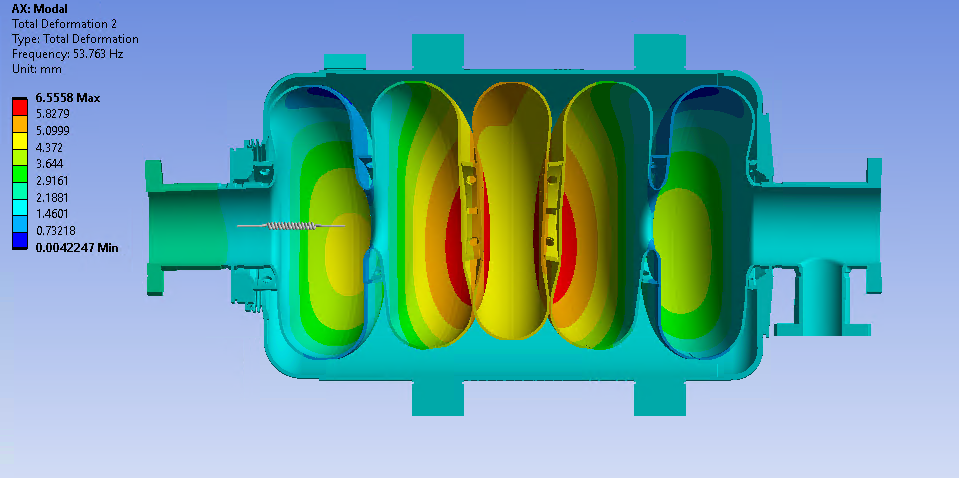 AX: Modal
Total Deformation 2
Type: Total Deformation
Frequency: 53.763 Hz
Unit: mm
6.5558 Max
5.8279
5.0999
4.372
3.644
2.9161
2.1881
1.4601
0.73218
0.0042247 Min